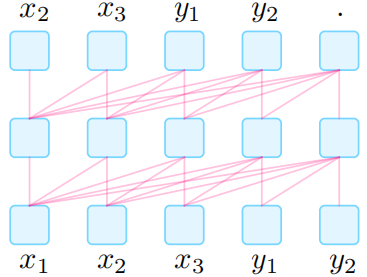 x₂ x₃ y₁ y₂ .
x₁ x₂ x₃ y₁ y₂